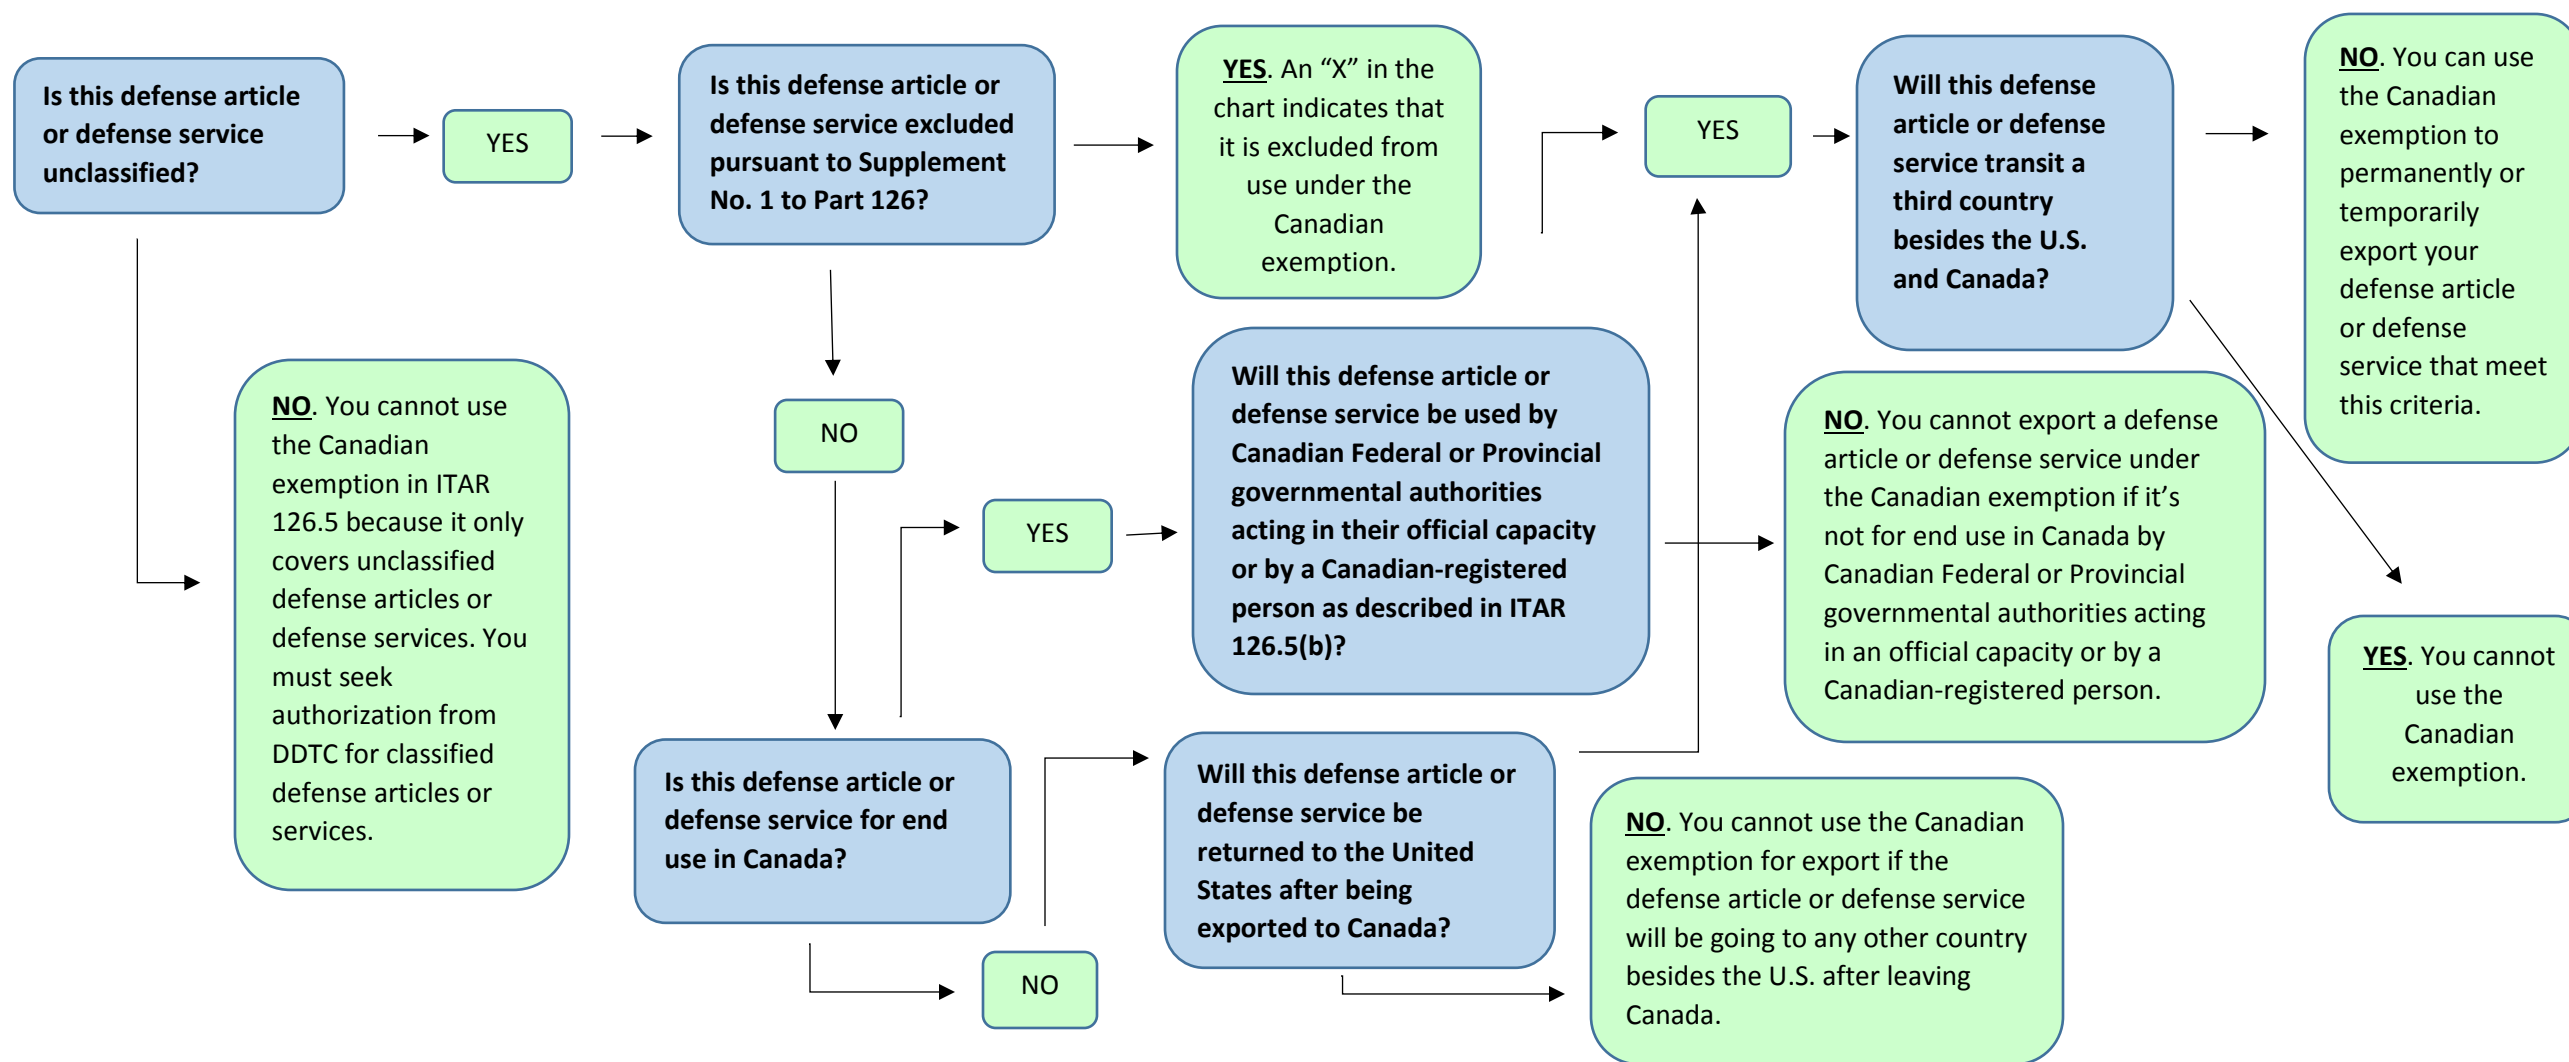 Is this defense article
or defense service
unclassified?
YES
Is this defense article or
defense service excluded
pursuant to Supplement
No. 1 to Part 126?
YES. An “X” in the
chart indicates that
it is excluded from
use under the
Canadian
exemption.
YES
Will this defense
article or defense
service transit a
third country
besides the U.S.
and Canada?
NO. You can use
the Canadian
exemption to
permanently or
temporarily
export your
defense article
or defense
service that meet
this criteria.
NO. You cannot use
the Canadian
exemption in ITAR
126.5 because it only
covers unclassified
defense articles or
defense services. You
must seek
authorization from
DDTC for classified
defense articles or
services.
NO
YES
Will this defense article or
defense service be used by
Canadian Federal or Provincial
governmental authorities
acting in their official capacity
or by a Canadian-registered
person as described in ITAR
126.5(b)?
NO. You cannot export a defense
article or defense service under
the Canadian exemption if it’s
not for end use in Canada by
Canadian Federal or Provincial
governmental authorities acting
in an official capacity or by a
Canadian-registered person.
YES. You cannot
use the
Canadian
exemption.
Is this defense article or
defense service for end
use in Canada?
NO
Will this defense article or
defense service be
returned to the United
States after being
exported to Canada?
NO. You cannot use the Canadian
exemption for export if the
defense article or defense service
will be going to any other country
besides the U.S. after leaving
Canada.